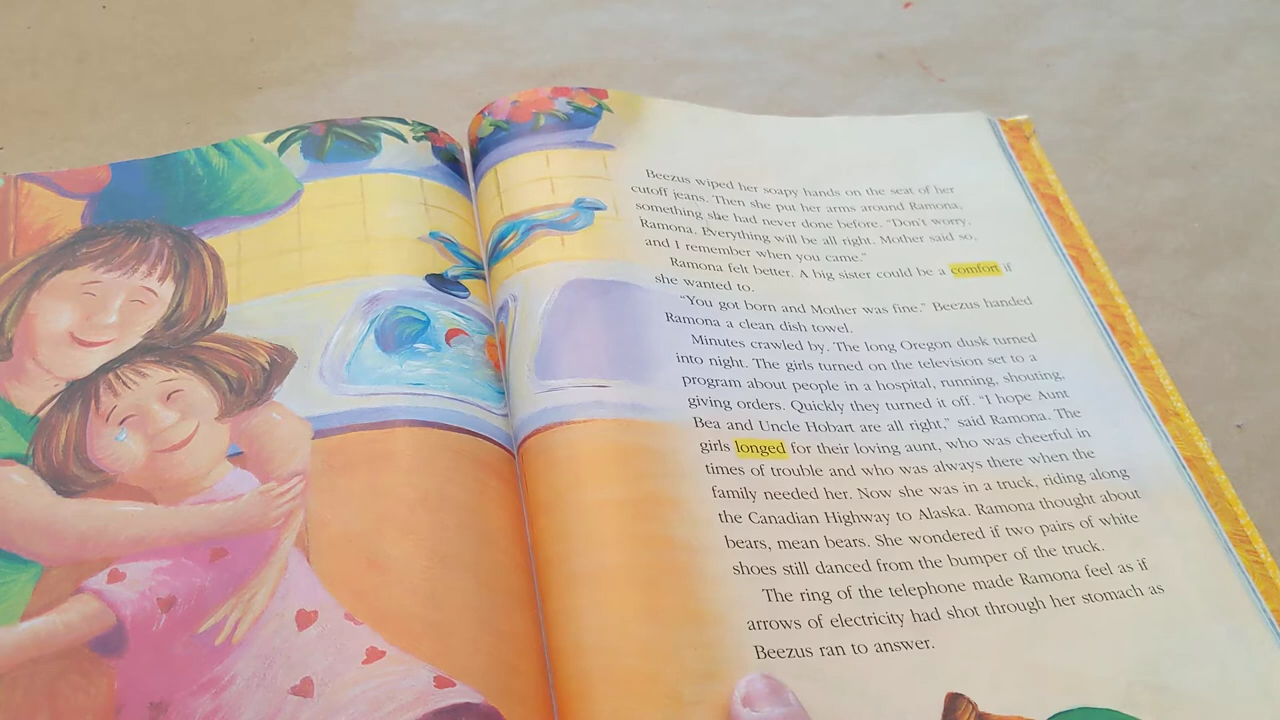 Beezus wiped her soapy hands on the seat of her
cutoff jeans. Then she put her arms around Ramona,
something she had never done before. “Don’t worry,
Ramona. Everything will be all right. Mother said so,
and I remember when you came.”
Ramona felt better. A big sister could be a comfort if
she wanted to.
“You got born and Mother was fine.” Beezus handed
Ramona a clean dish towel.
Minutes crawled by. The long Oregon dusk turned
into night. The girls turned on the television set to a
program about people in a hospital, running, shouting,
giving orders. Quickly they turned it off. “I hope Aunt
Bea and Uncle Hobart are all right,” said Ramona. The
girls longed for their loving aunt, who was cheerful in
times of trouble and who was always there when the
family needed her. Now she was in a truck, riding along
the Canadian Highway to Alaska. Ramona thought about
bears, mean bears. She wondered if two pairs of white
shoes still danced from the bumper of the truck.
The ring of the telephone made Ramona feel as if
arrows of electricity had shot through her stomach as
Beezus ran to answer.